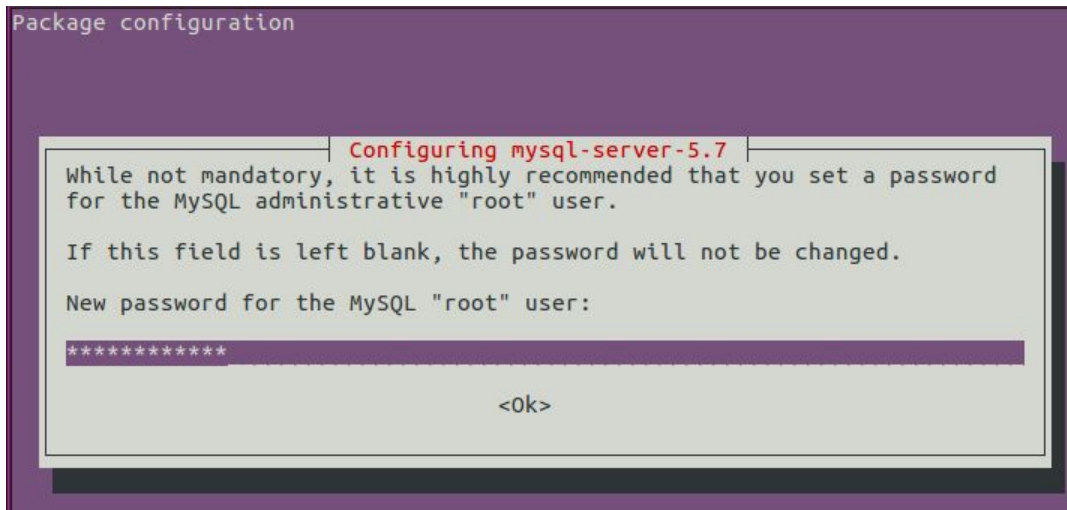 Package configuration
Configuring mysql-server-5.7
While not mandatory, it is highly recommended that you set a password
for the MySQL administrative "root" user.
If this field is left blank, the password will not be changed.
New password for the MySQL "root" user:
************
<Ok>